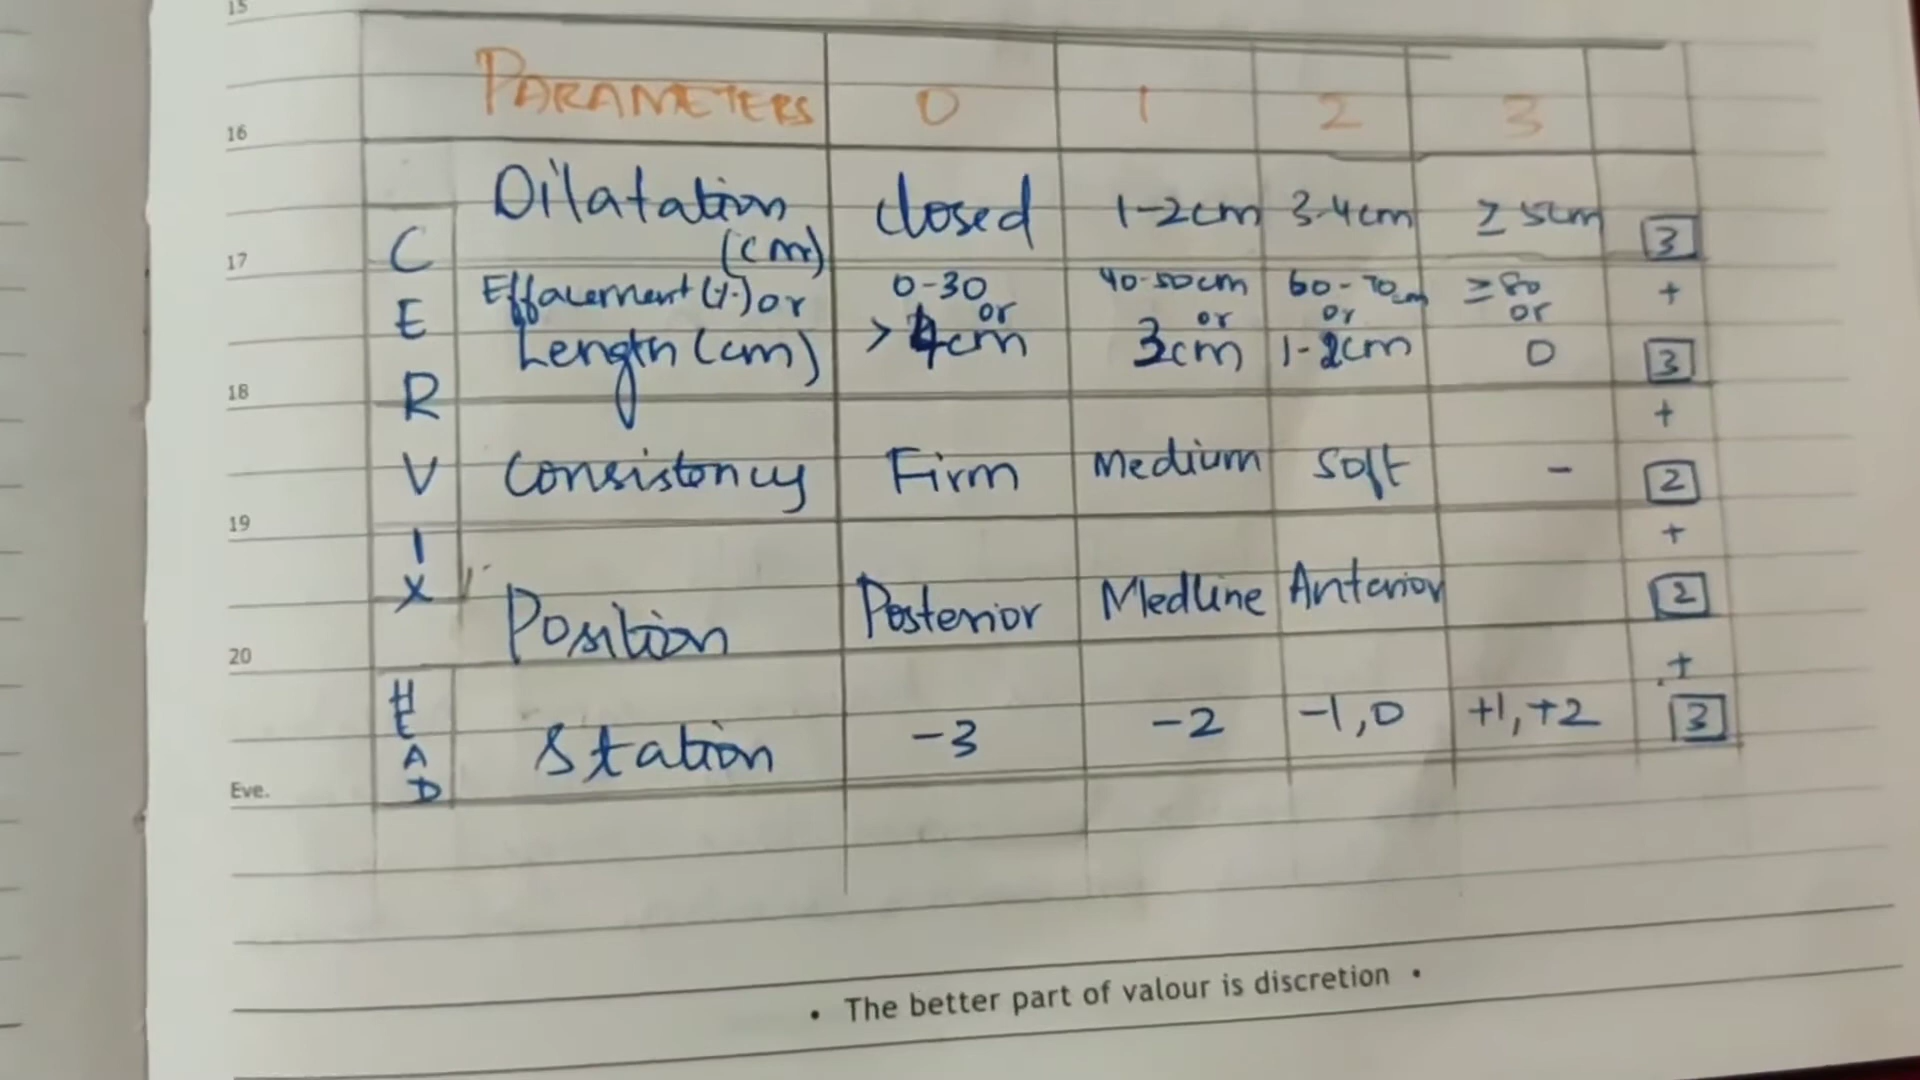 15
PARAMETERS 0 1 2 3
16
Dilatation (cm) closed 1-2cm 3-4cm ≥5cm 3
17
+
Effacement (%) or 0-30 or 40-50cm or 60-70cm or ≥80 or
Length (cm) >4cm 3cm 1-2cm 0 3
18
+
Consistency Firm Medium Soft - 2
19
+
Position Posterior Medline Anterior 2
20
+
Station -3 -2 -1,0 +1,+2 3
Eve.
CERVIX
HEAD
• The better part of valour is discretion •